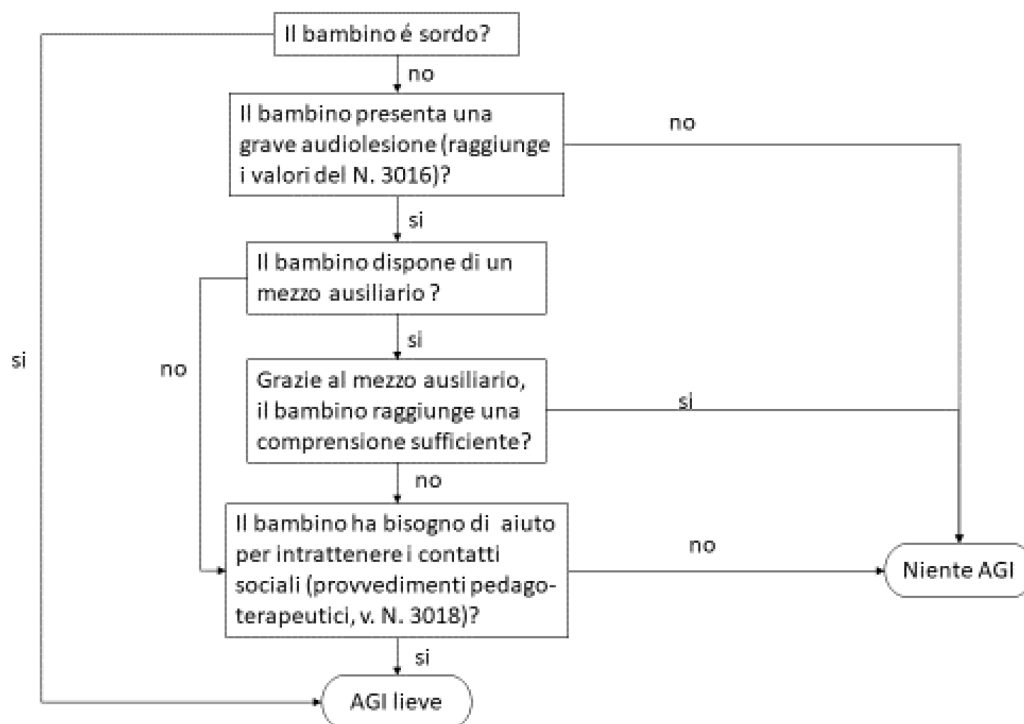 Il bambino é sordo?
no
Il bambino presenta una
grave audiolesione (raggiunge
i valori del N. 3016)?
no
si
Il bambino dispone di un
mezzo ausiliario ?
si
no
si
Grazie al mezzo ausiliario,
il bambino raggiunge una
comprensione sufficiente?
si
no
Il bambino ha bisogno di aiuto
per intrattenere i contatti
sociali (provvedimenti pedago-
terapeutici, v. N. 3018)?
no
Niente AGI
si
AGI lieve